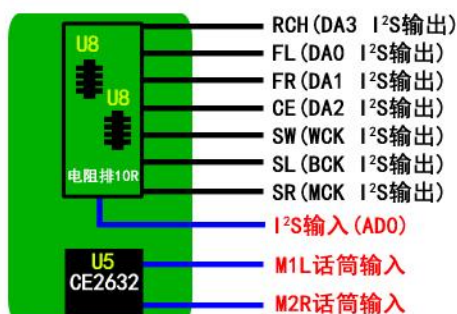 RCH(DA3 I²S输出)
U8
FL(DA0 I²S输出)
FR(DA1 I²S输出)
U8
CE(DA2 I²S输出)
SW(WCK I²S输出)
SL(BCK I²S输出)
电阻排10R
SR(MCK I²S输出)
I²S输入(AD0)
U5
CE2632
M1L话筒输入
M2R话筒输入